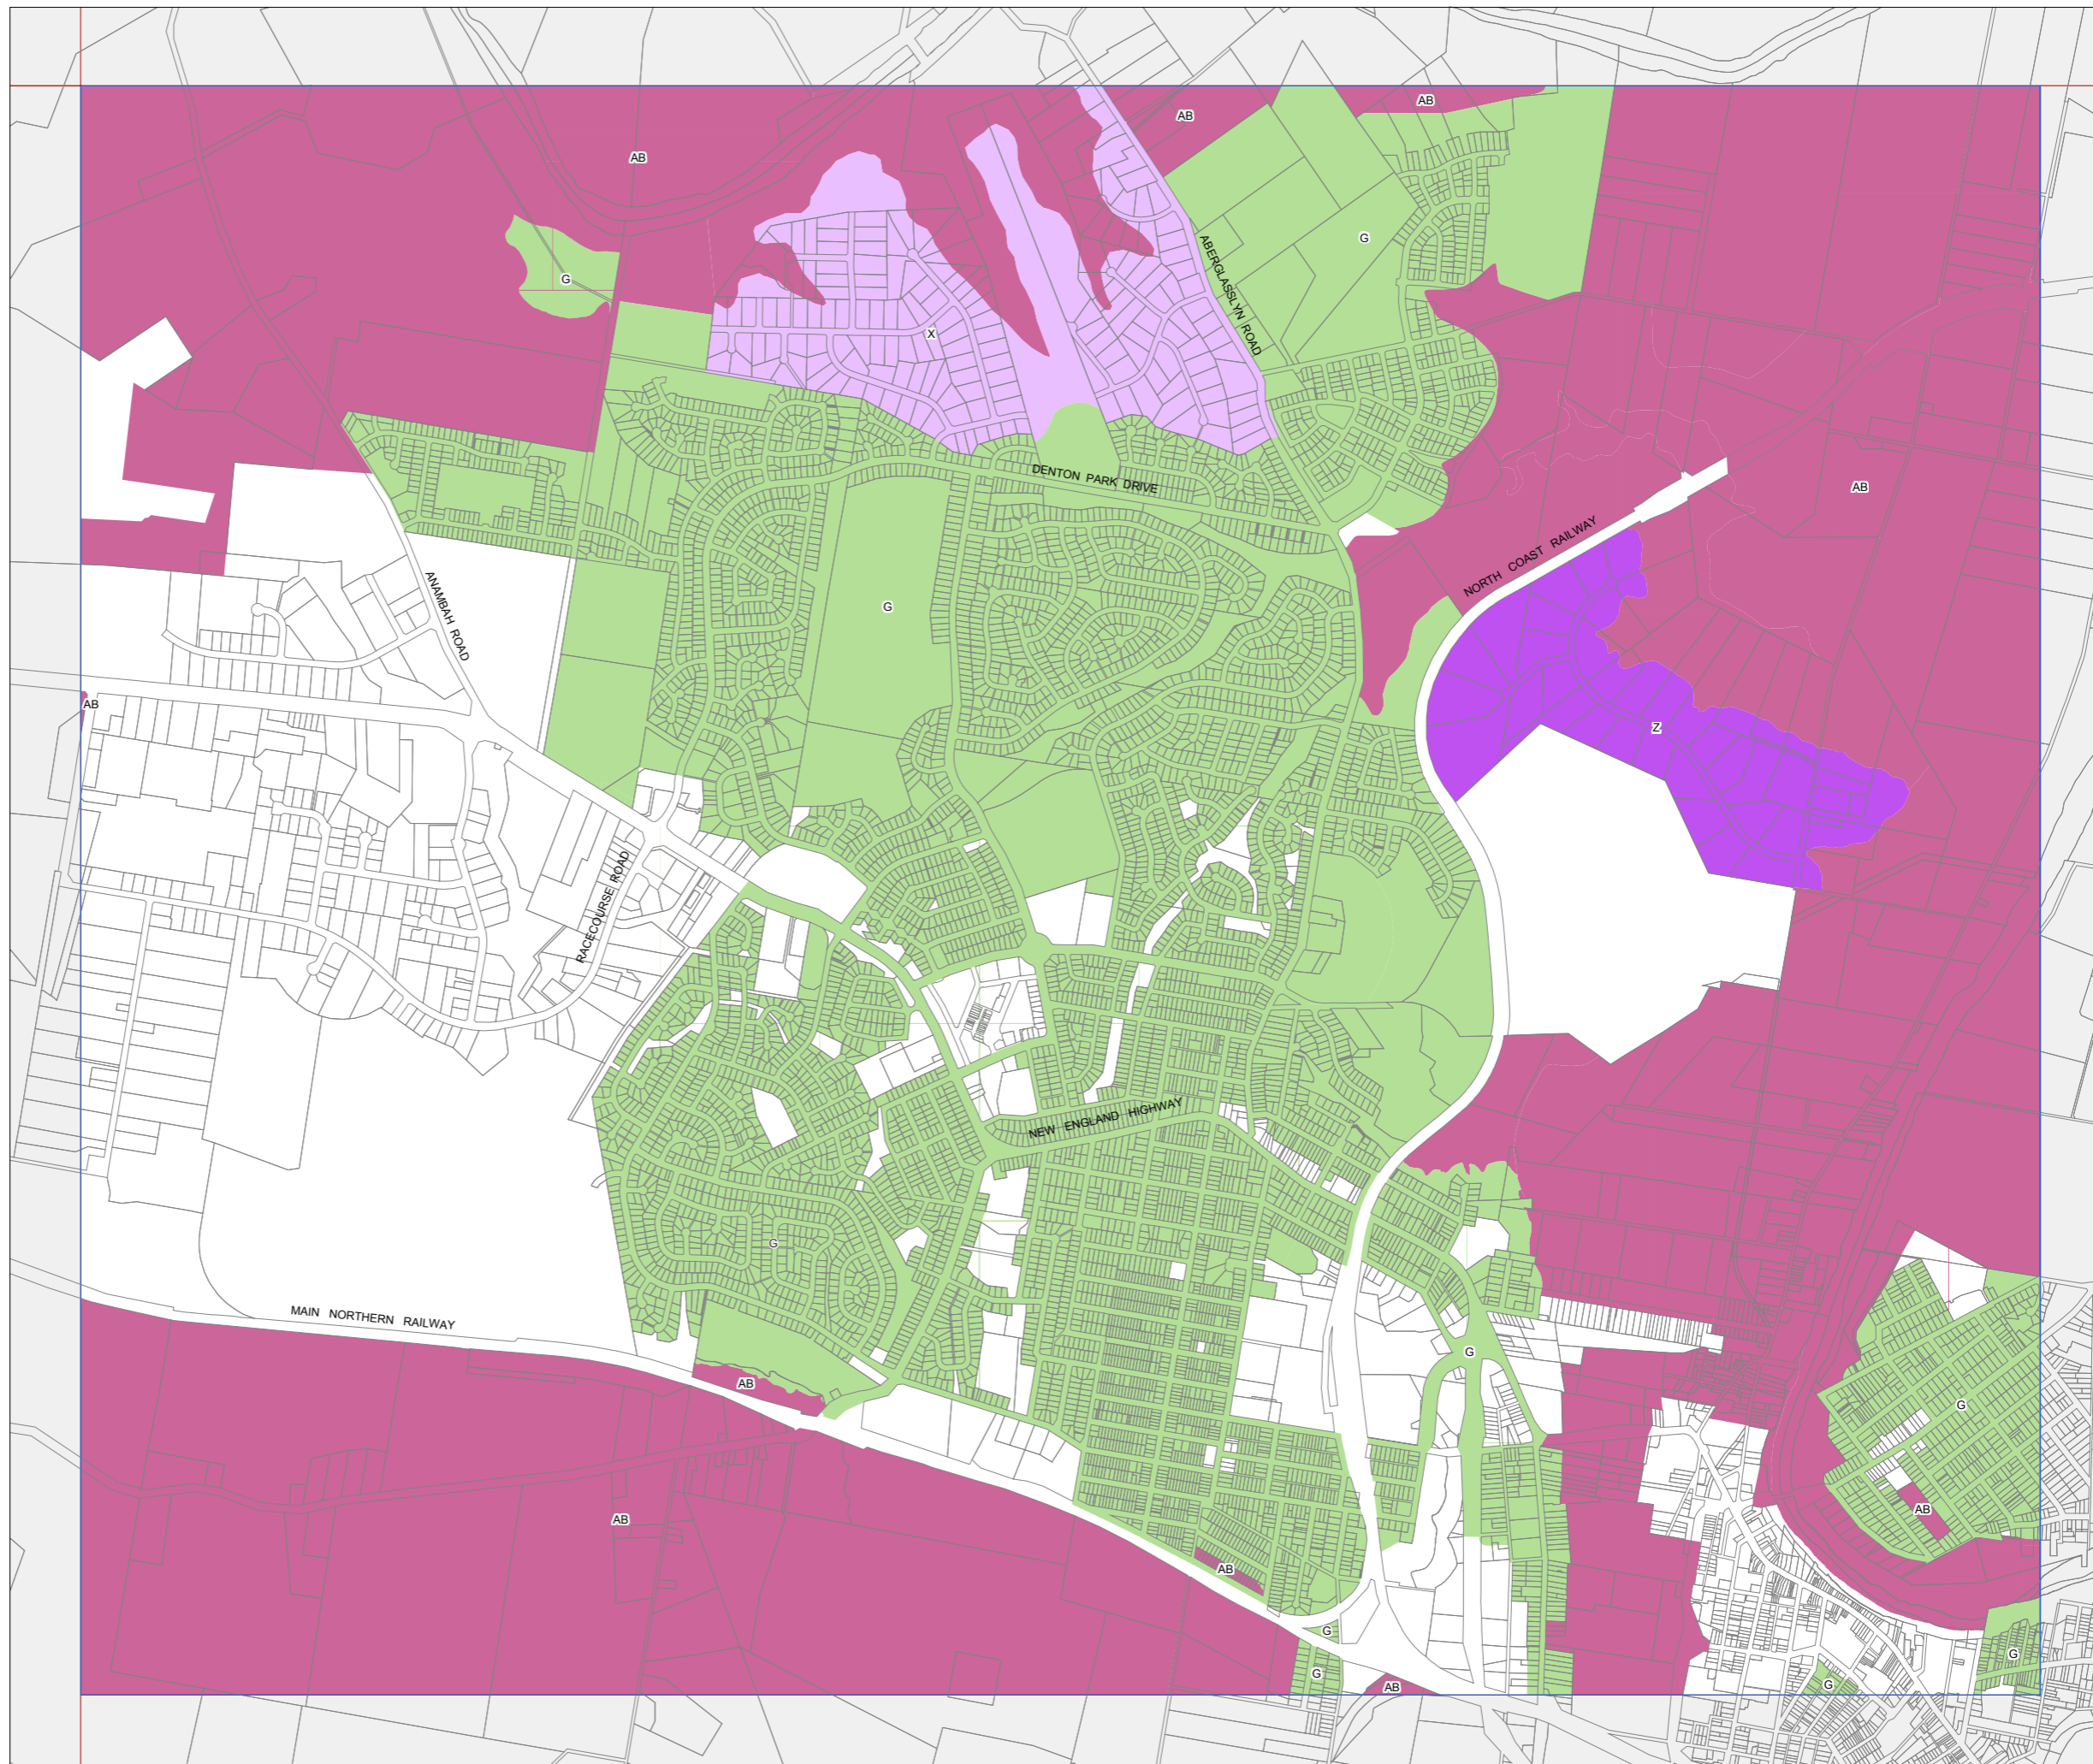 AB
AB
AB
G
ABERGLASSLYN ROAD
G
X
DENTON PARK DRIVE
AB
NORTH COAST RAILWAY
G
ANAMBAH ROAD
AB
Z
RACECOURSE ROAD
NEW ENGLAND HIGHWAY
G
MAIN NORTHERN RAILWAY
G
AB
G
AB
AB
AB
G
G
G
G
AB